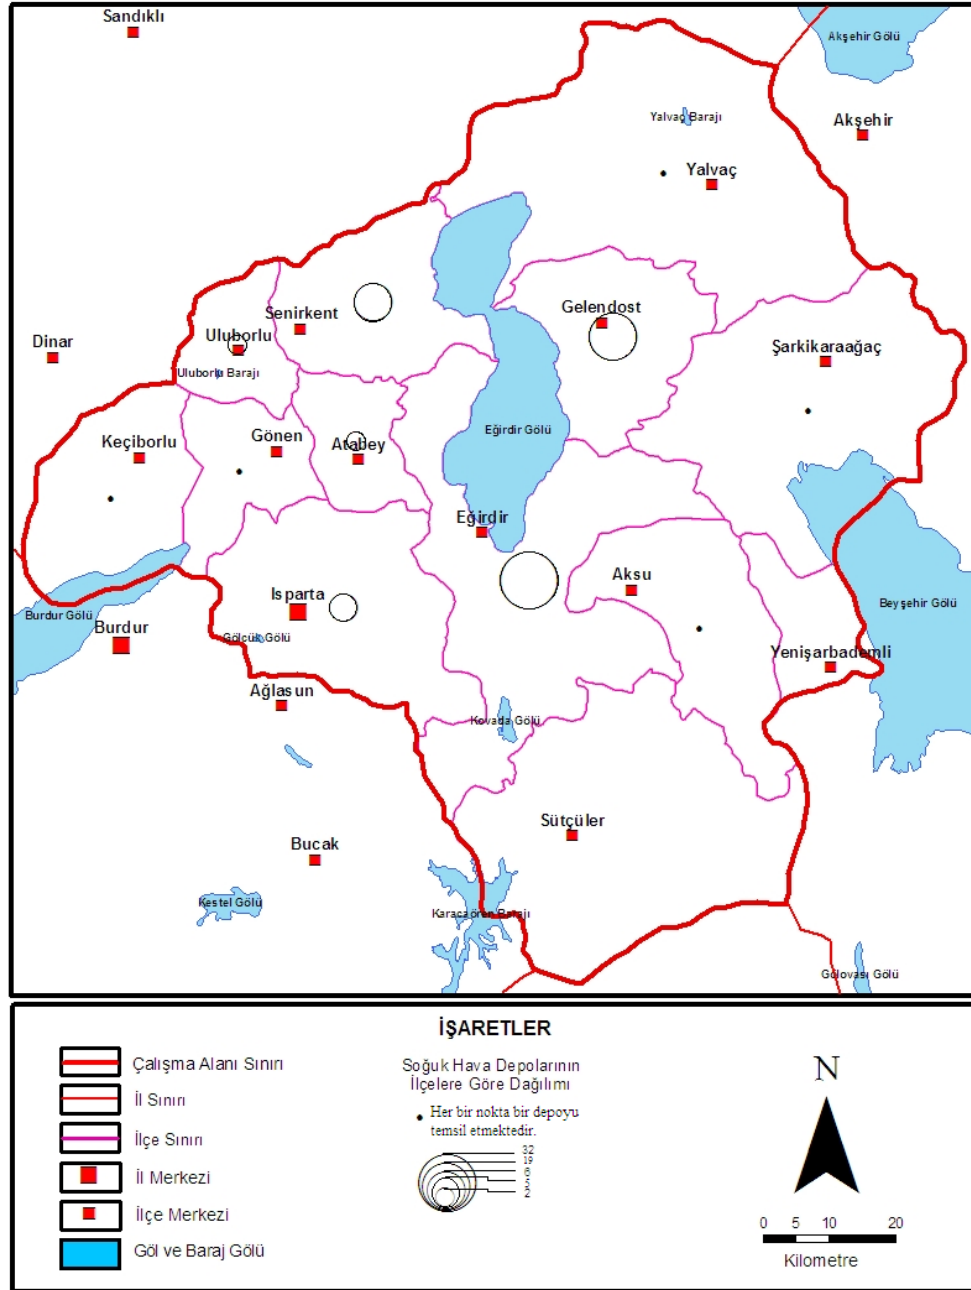 Sandıklı
Akşehir Gölü
Yalvaç Barajı
Akşehir
Yalvaç
Gelendost
Senirkent
Uluborlu
Dinar
Şarkikaraağaç
Uluborlu Barajı
Keçiborlu
Gönen
Atabey
Eğirdir Gölü
Eğirdir
Aksu
Isparta
Beyşehir Gölü
Burdur Gölü
Burdur
Gölcük Gölü
Yenişarbademli
Ağlasun
Kovada Gölü
Sütçüler
Bucak
Kestel Gölü
Karacaören Barajı
Gölovası Gölü
İŞARETLER
Çalışma Alanı Sınırı
İl Sınırı
İlçe Sınırı
İl Merkezi
İlçe Merkezi
Göl ve Baraj Gölü
Soğuk Hava Depolarının
İlçelere Göre Dağılımı
Her bir nokta bir depoyu
temsil etmektedir.
32
19
6
5
2
N
0 5 10 20
Kilometre